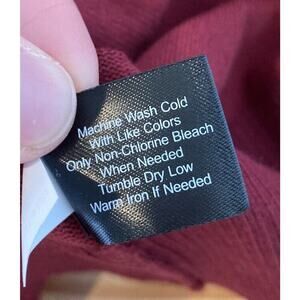 Machine Wash Cold
With Like Colors
Only Non-Chlorine Bleach
When Needed
Tumble Dry Low
Warm Iron If Needed